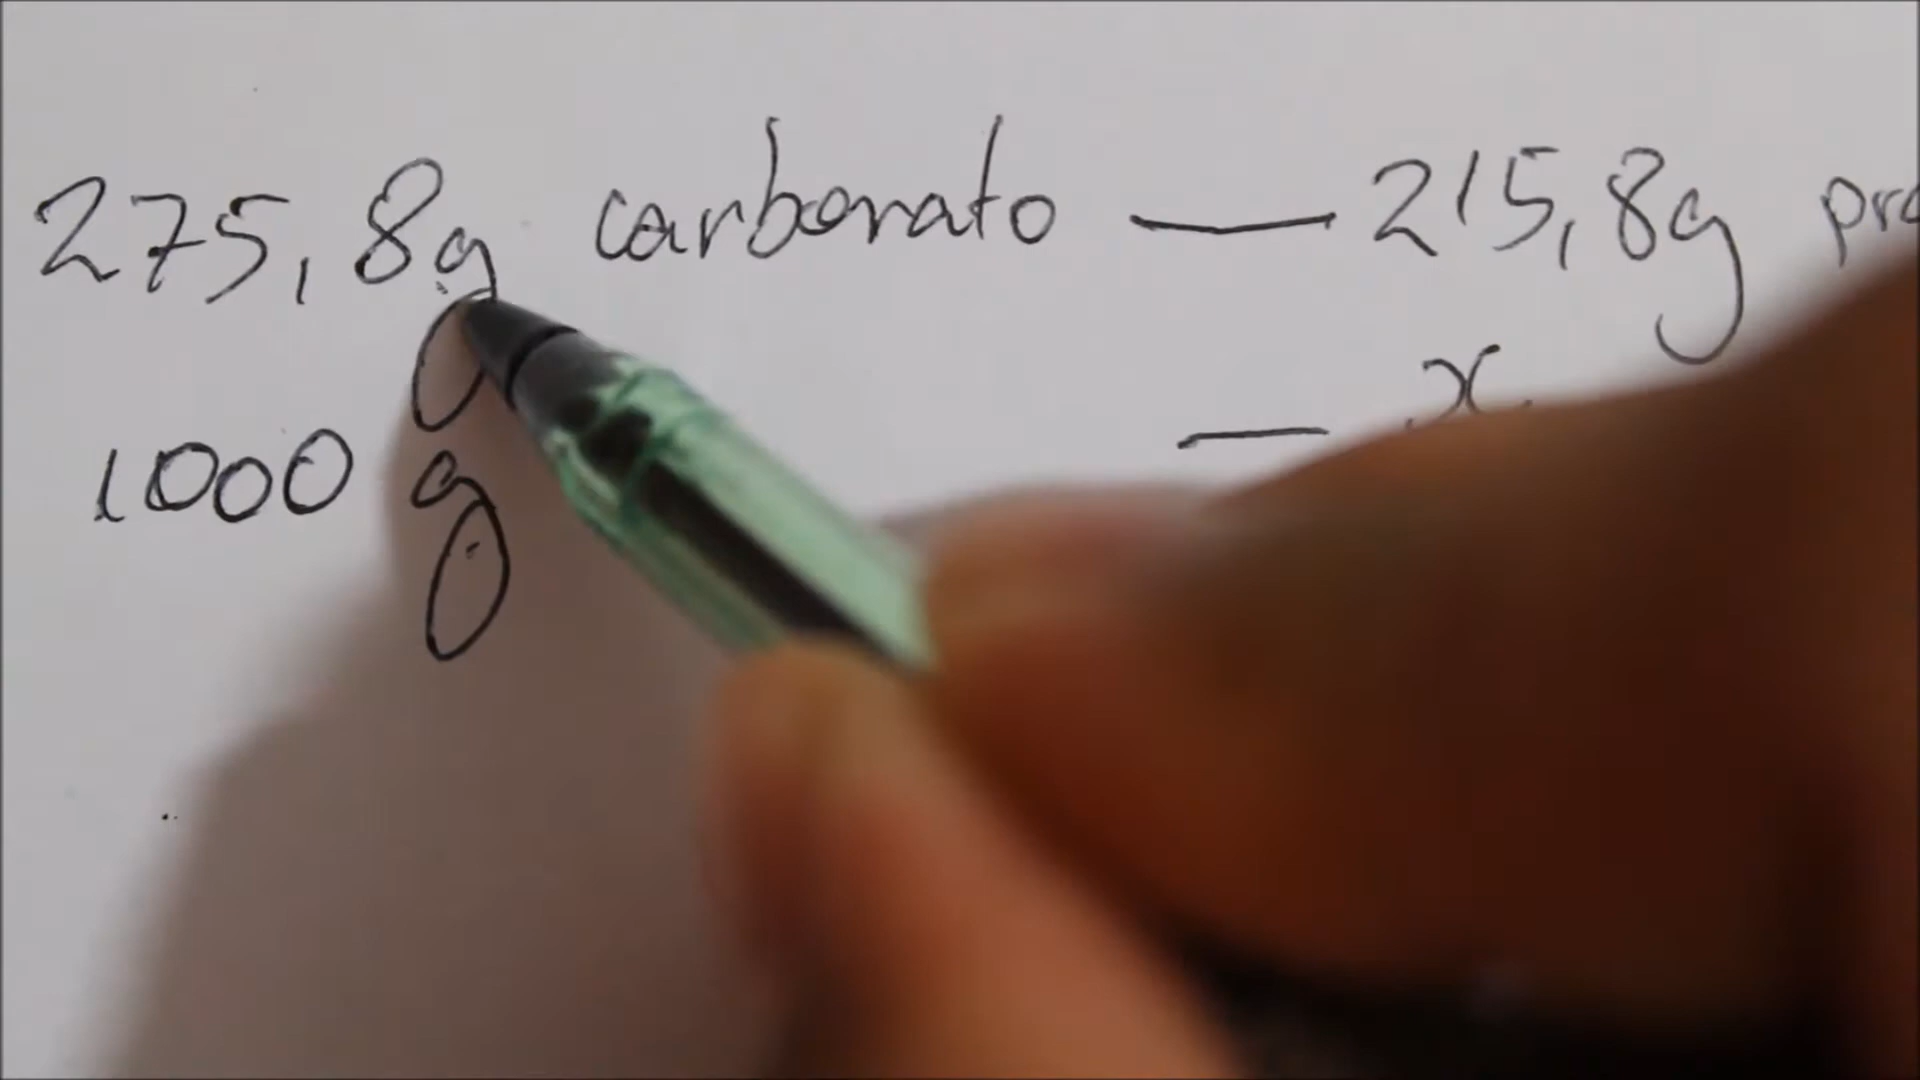 275,8g carbonato — 215,8g
1000 g — x